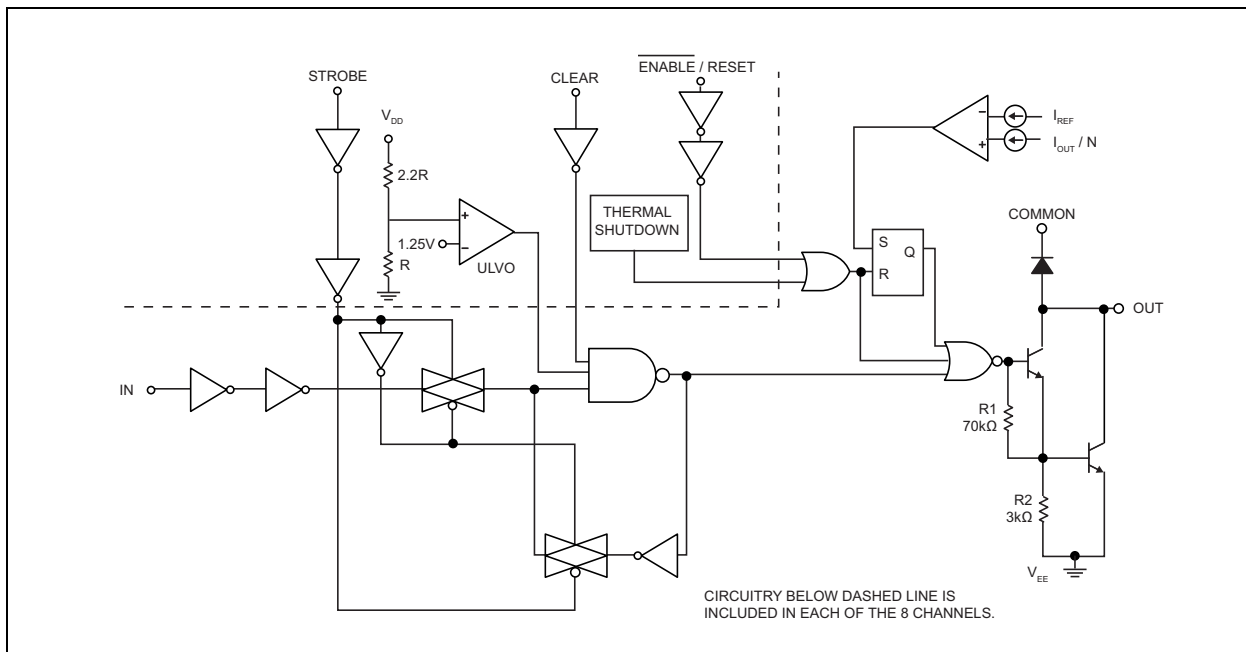 STROBE
V_DD
2.2R
1.25V
R
+
−
ULVO
CLEAR
ENABLE / RESET
THERMAL
SHUTDOWN
−
+
I_REF
I_OUT / N
S
Q
R
COMMON
OUT
IN
R1
70kΩ
R2
3kΩ
V_EE
CIRCUITRY BELOW DASHED LINE IS
INCLUDED IN EACH OF THE 8 CHANNELS.